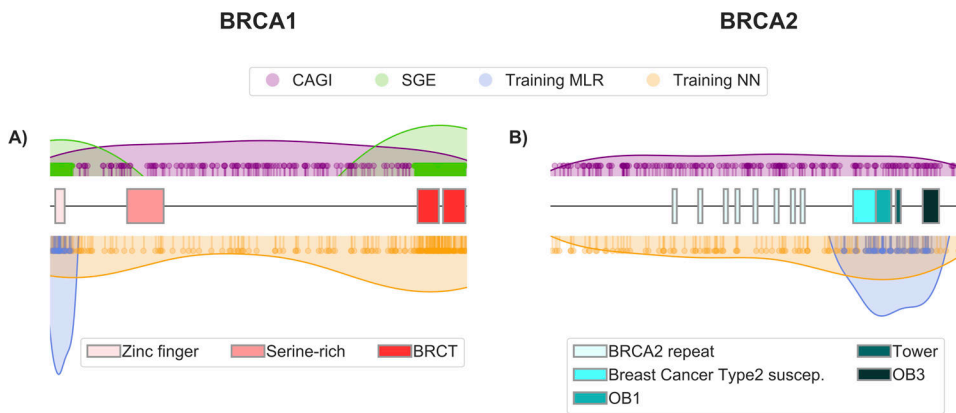 BRCA1 BRCA2
CAGI SGE Training MLR Training NN
A) B)
Zinc finger Serine-rich BRCT
BRCA2 repeat Tower
Breast Cancer Type2 suscep. OB3
OB1